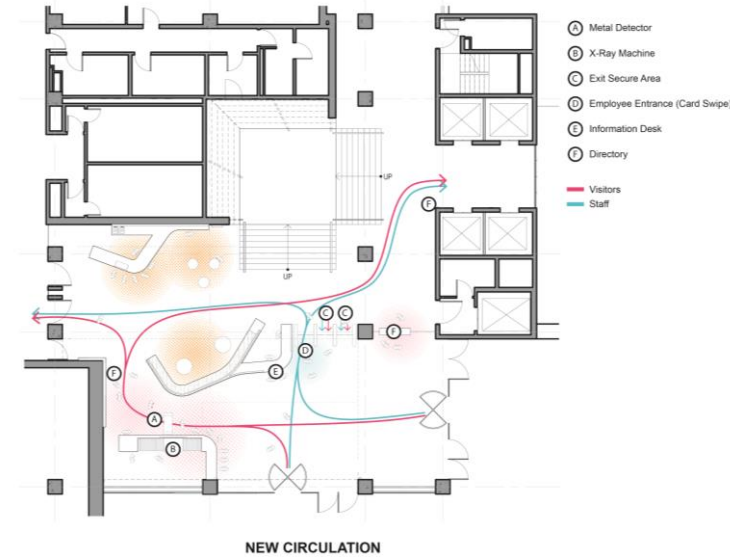 A Metal Detector
B X-Ray Machine
C Exit Secure Area
D Employee Entrance (Card Swipe)
E Information Desk
F Directory
Visitors
Staff
UP
F
UP
C C
F
D
F
E
A
B
NEW CIRCULATION